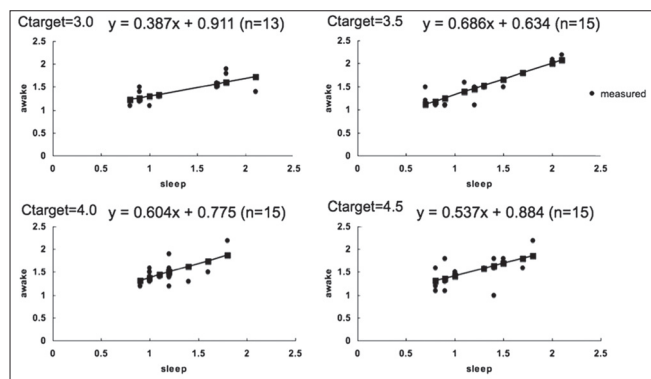 Ctarget=3.0 y = 0.387x + 0.911 (n=13)
2.5
2
1.5
1
0.5
0
awake
0 0.5 1 1.5 2 2.5
sleep
Ctarget=3.5 y = 0.686x + 0.634 (n=15)
2.5
2
1.5
1
0.5
0
awake
0 0.5 1 1.5 2 2.5
sleep
measured
Ctarget=4.0 y = 0.604x + 0.775 (n=15)
2.5
2
1.5
1
0.5
0
awake
0 0.5 1 1.5 2 2.5
sleep
Ctarget=4.5 y = 0.537x + 0.884 (n=15)
2.5
2
1.5
1
0.5
0
awake
0 0.5 1 1.5 2 2.5
sleep